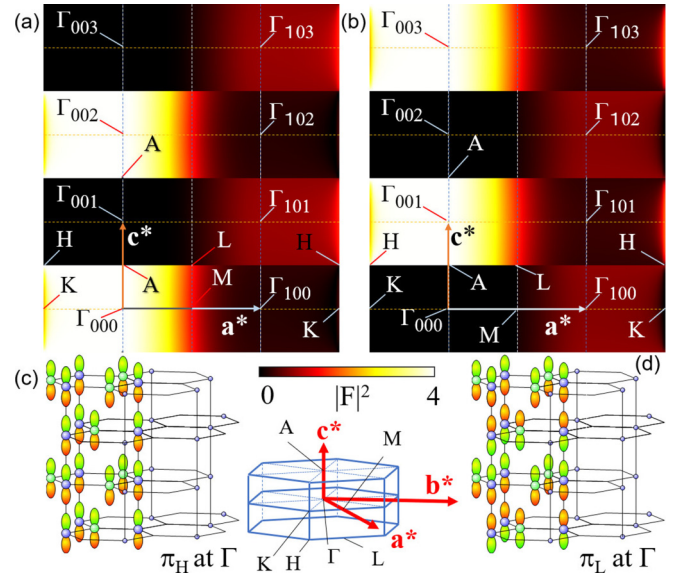 (a)
Γ003
Γ103
Γ002
Γ102
A
Γ001
Γ101
c*
H
L
H
K
A
M
Γ100
Γ000
a*
K
(b)
Γ003
Γ103
Γ002
Γ102
A
Γ001
Γ101
c*
H
H
K
A
L
Γ100
Γ000
M
a*
K
(c)
(d)
0 |F|² 4
A
c*
M
b*
a*
K
H
Γ
L
πH at Γ
πL at Γ